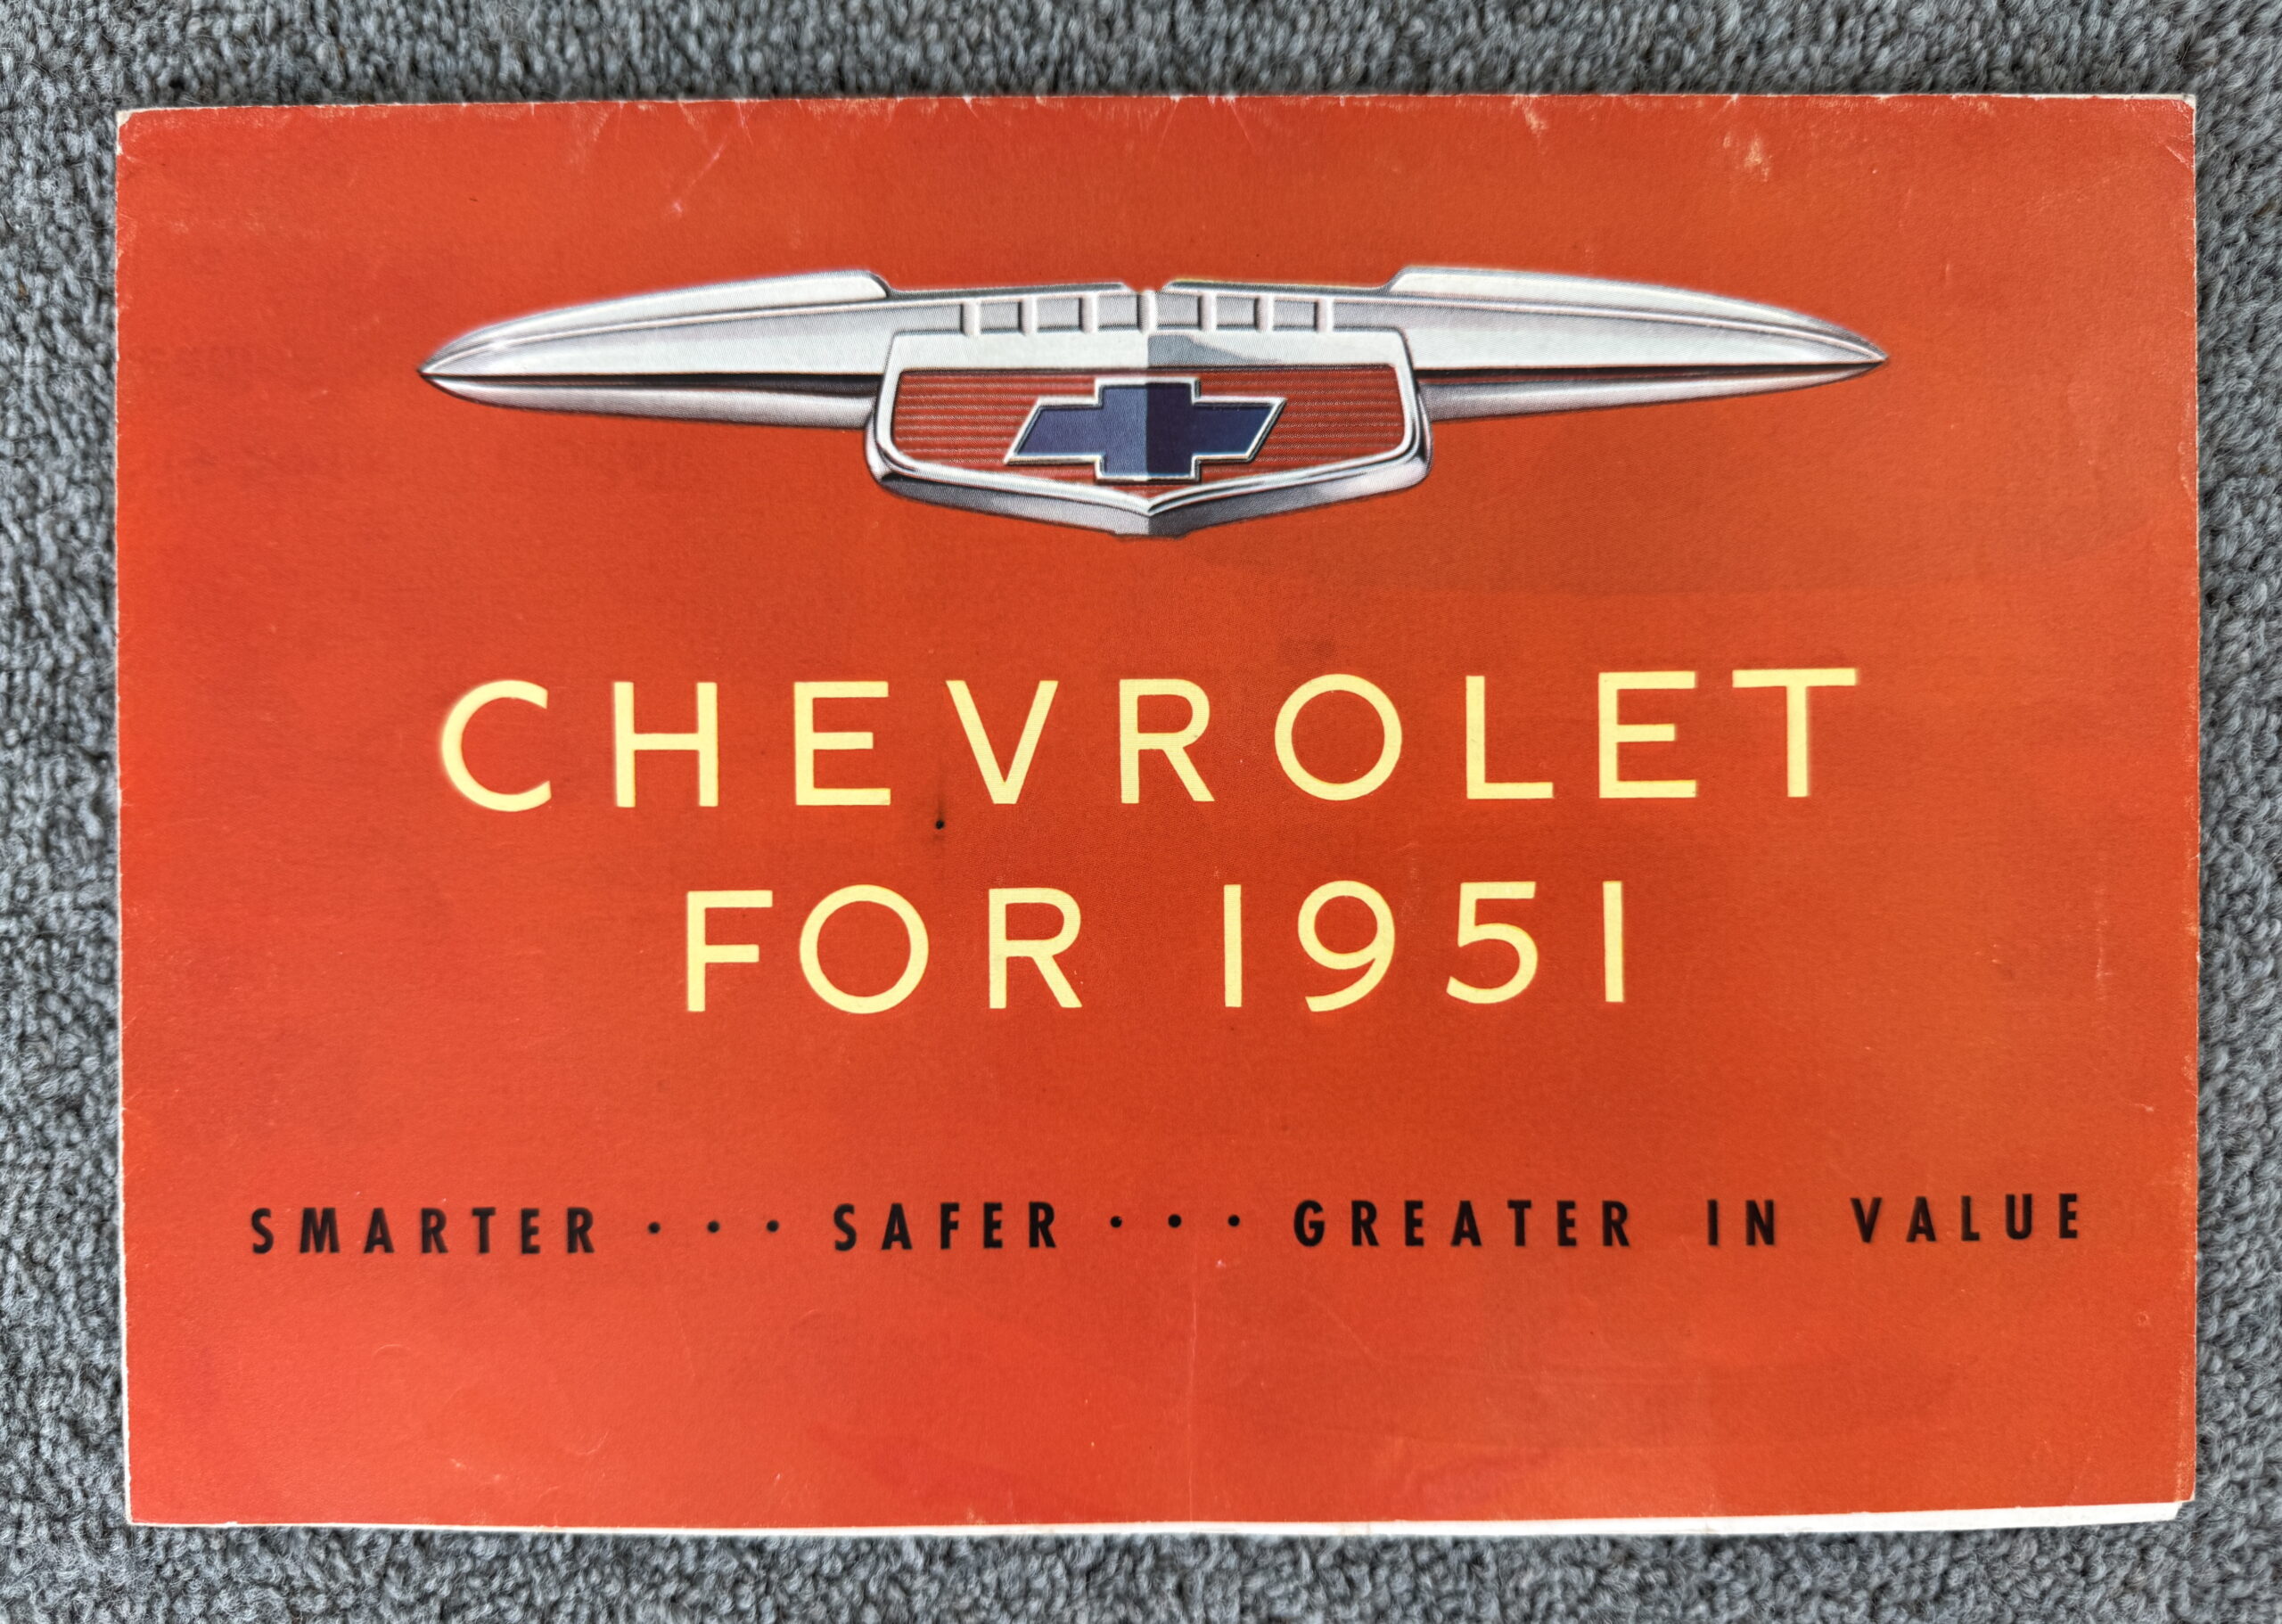 CHEVROLET
FOR 1951
SMARTER · · · SAFER · · · GREATER IN VALUE